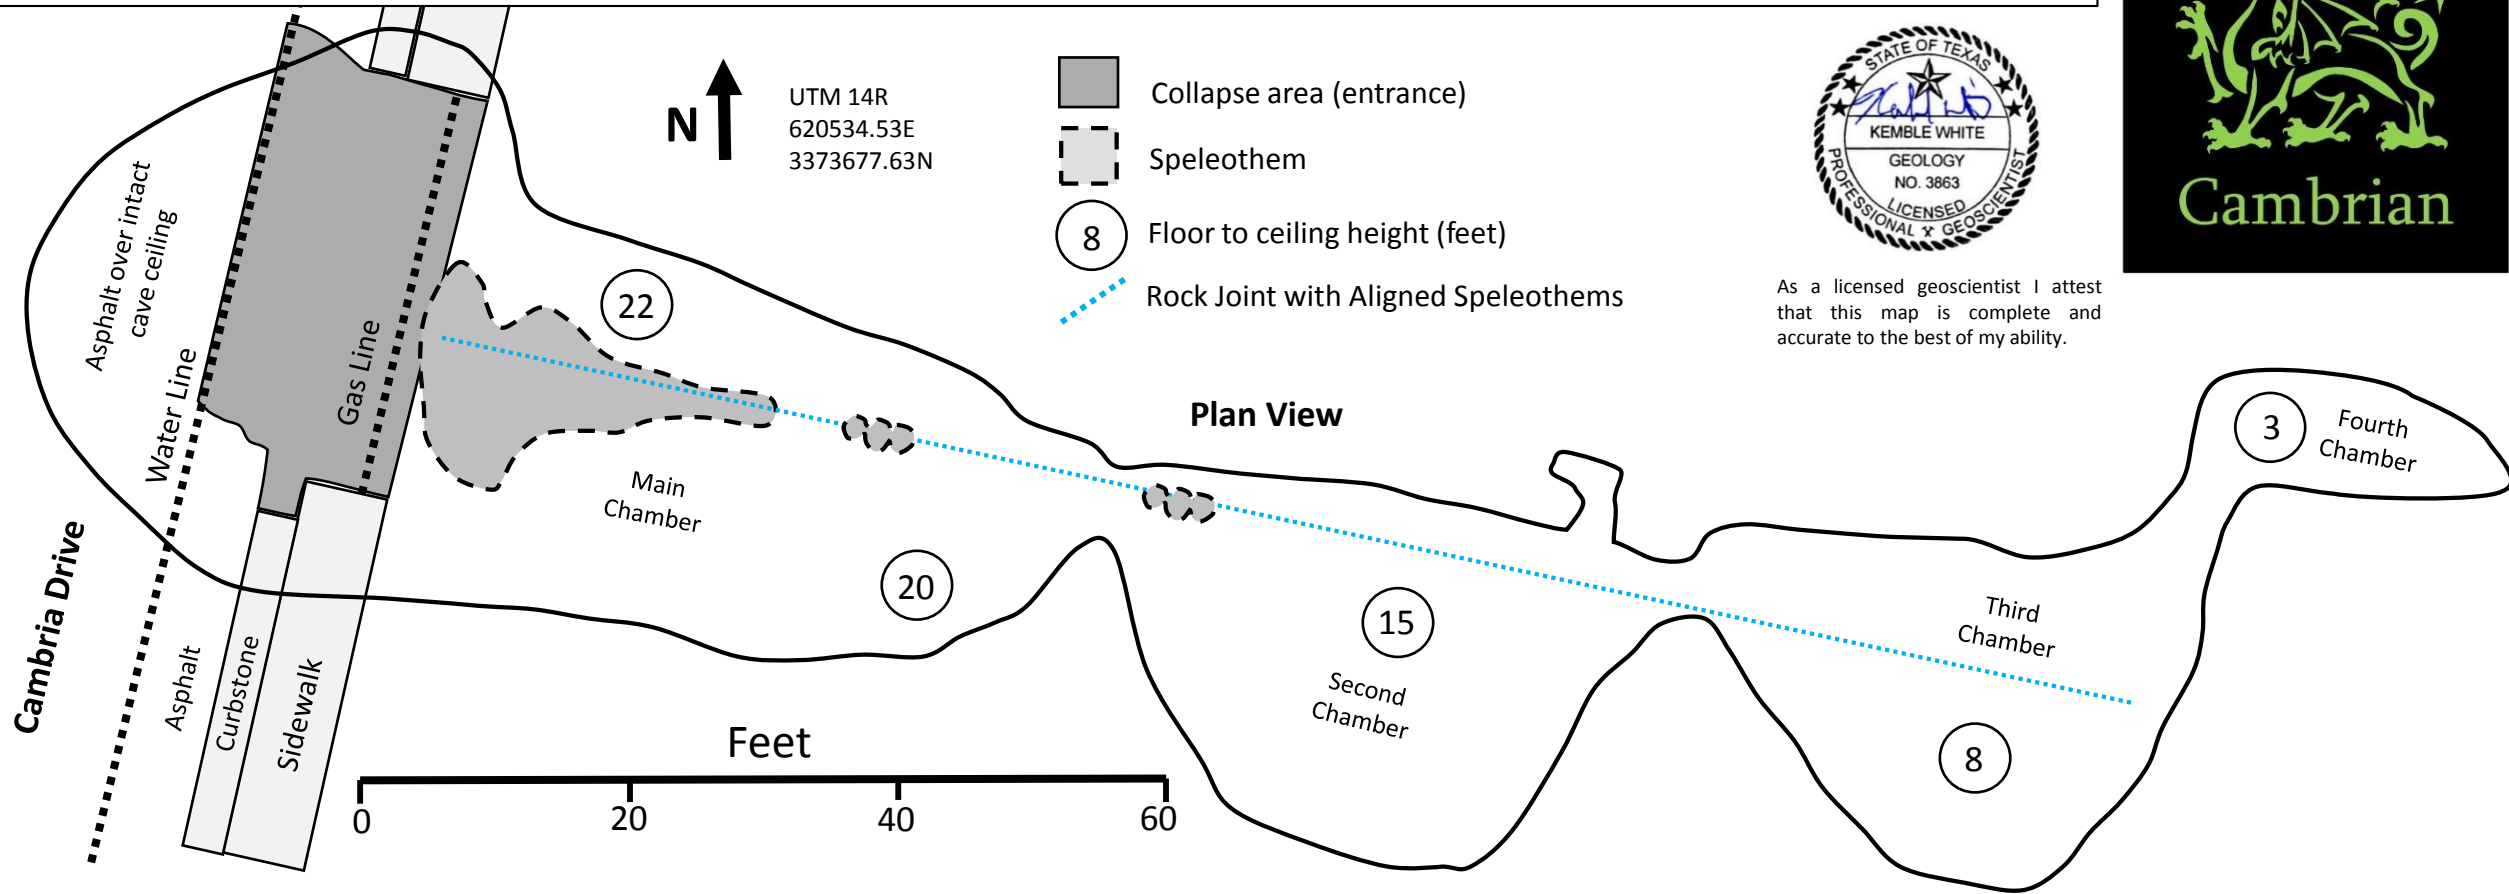 N
UTM 14R
620534.53E
3373677.63N
Collapse area (entrance)
Speleothem
8
Floor to ceiling height (feet)
Rock Joint with Aligned Speleothems
STATE OF TEXAS
KEMBLE WHITE
GEOLOGY
NO. 3863
LICENSED
PROFESSIONAL GEOSCIENTIST
As a licensed geoscientist I attest
that this map is complete and
accurate to the best of my ability.
Cambrian
Plan View
Asphalt over intact
cave ceiling
Water Line
Gas Line
22
Main
Chamber
20
15
Second
Chamber
Third
Chamber
8
3
Fourth
Chamber
Cambria Drive
Asphalt
Curbstone
Sidewalk
Feet
0
20
40
60